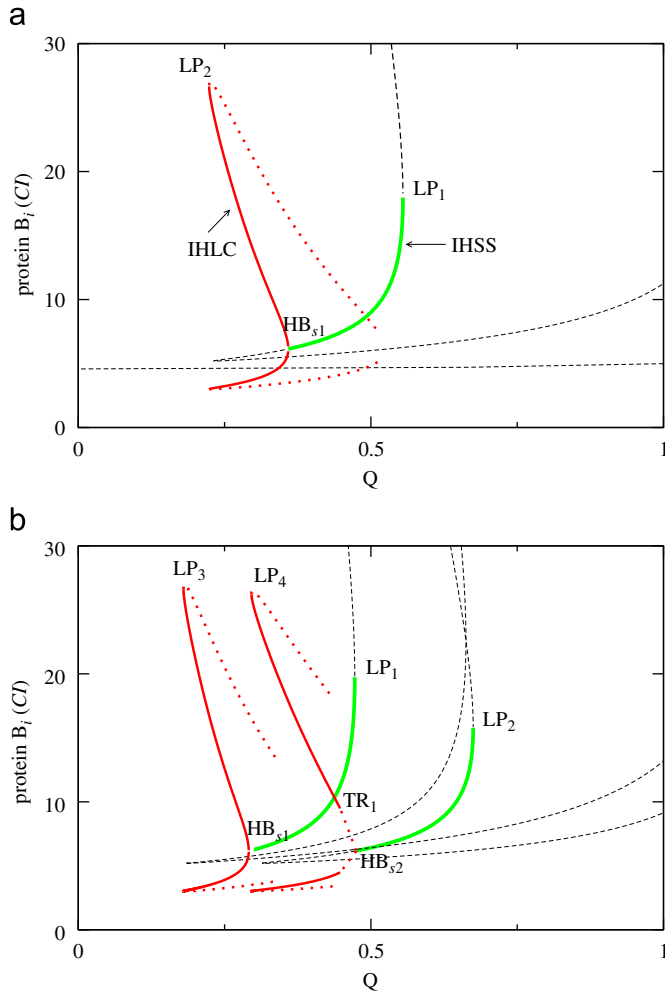 a
30
LP₂
20
LP₁
protein Bᵢ (CI)
IHLC
IHSS
10
HBₛ₁
0
0
0.5
1
Q
b
30
LP₃
LP₄
20
LP₁
LP₂
protein Bᵢ (CI)
10
TR₁
HBₛ₁
HBₛ₂
0
0
0.5
1
Q